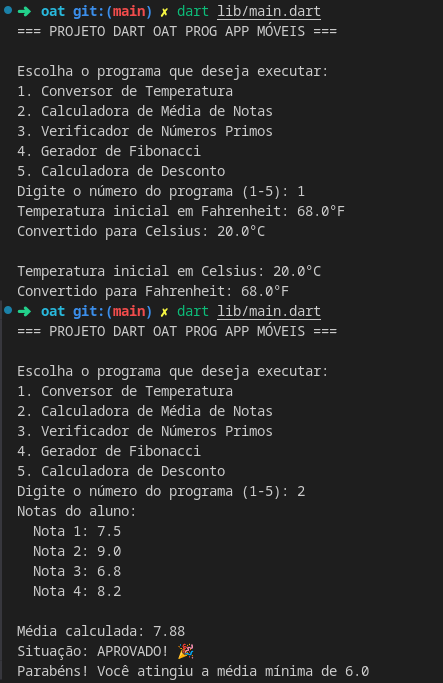 ➜ oat git:(main) ✗ dart lib/main.dart
=== PROJETO DART OAT PROG APP MÓVEIS ===
Escolha o programa que deseja executar:
1. Conversor de Temperatura
2. Calculadora de Média de Notas
3. Verificador de Números Primos
4. Gerador de Fibonacci
5. Calculadora de Desconto
Digite o número do programa (1-5): 1
Temperatura inicial em Fahrenheit: 68.0°F
Convertido para Celsius: 20.0°C
Temperatura inicial em Celsius: 20.0°C
Convertido para Fahrenheit: 68.0°F
➜ oat git:(main) ✗ dart lib/main.dart
=== PROJETO DART OAT PROG APP MÓVEIS ===
Escolha o programa que deseja executar:
1. Conversor de Temperatura
2. Calculadora de Média de Notas
3. Verificador de Números Primos
4. Gerador de Fibonacci
5. Calculadora de Desconto
Digite o número do programa (1-5): 2
Notas do aluno:
Nota 1: 7.5
Nota 2: 9.0
Nota 3: 6.8
Nota 4: 8.2
Média calculada: 7.88
Situação: APROVADO! 🎉
Parabéns! Você atingiu a média mínima de 6.0